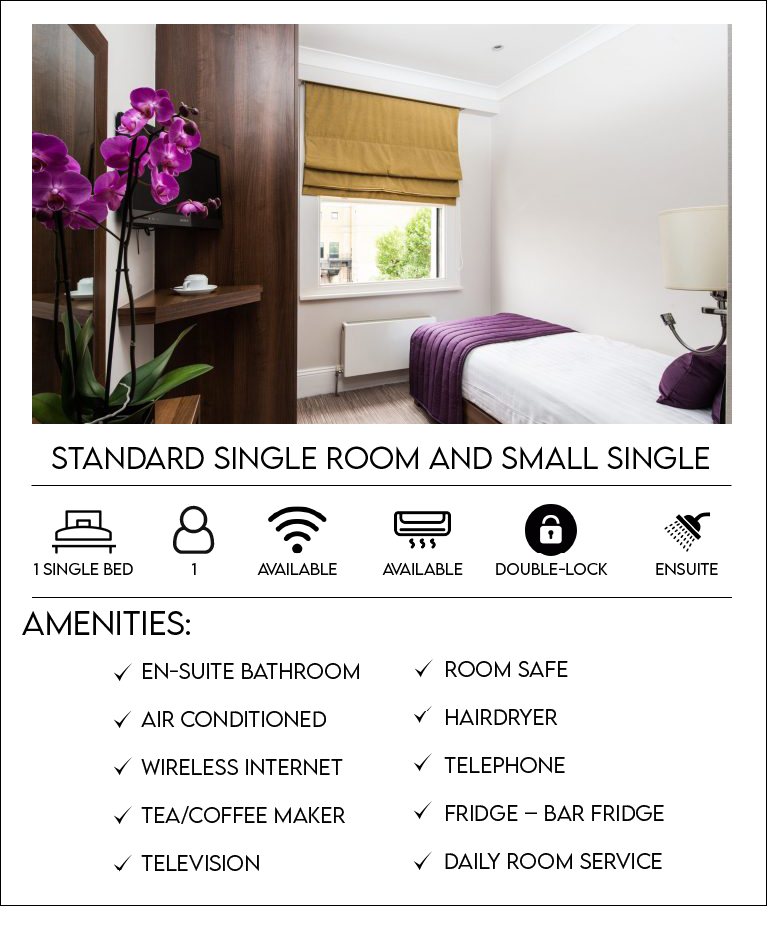 STANDARD SINGLE ROOM AND SMALL SINGLE
1 SINGLE BED
1
AVAILABLE
AVAILABLE
DOUBLE-LOCK
ENSUITE
AMENITIES:
EN-SUITE BATHROOM
AIR CONDITIONED
WIRELESS INTERNET
TEA/COFFEE MAKER
TELEVISION
ROOM SAFE
HAIRDRYER
TELEPHONE
FRIDGE – BAR FRIDGE
DAILY ROOM SERVICE